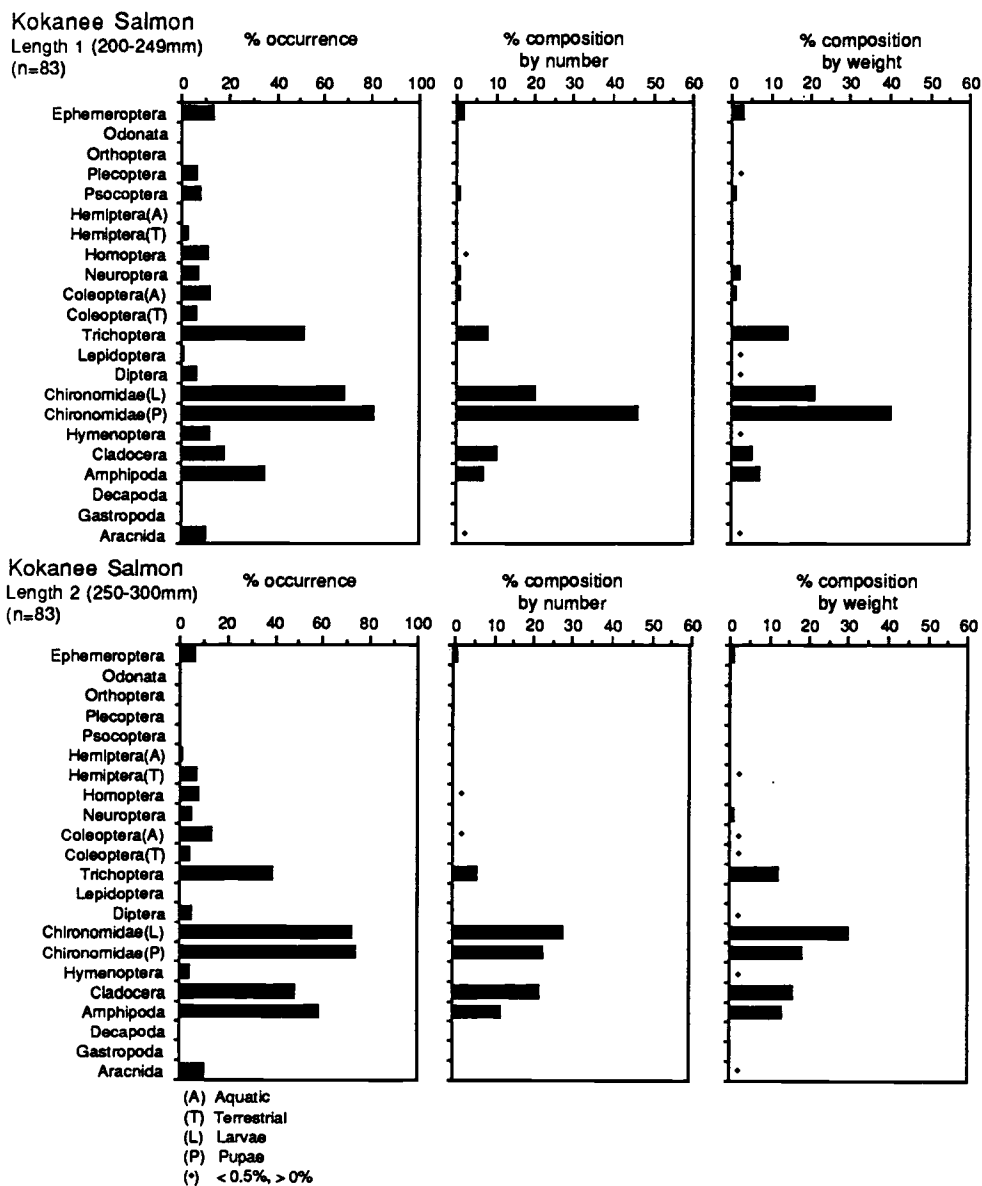 Kokanee Salmon
Length 1 (200-249mm)
(n=83)
% occurrence
% composition
by number
% composition
by weight
0 20 40 60 80 100
0 10 20 30 40 50 60
0 10 20 30 40 50 60
Ephemeroptera
Odonata
Orthoptera
Plecoptera
Psocoptera
Hemiptera(A)
Hemiptera(T)
Homoptera
Neuroptera
Coleoptera(A)
Coleoptera(T)
Trichoptera
Lepidoptera
Diptera
Chironomidae(L)
Chironomidae(P)
Hymenoptera
Cladocera
Amphipoda
Decapoda
Gastropoda
Aracnida
Kokanee Salmon
Length 2 (250-300mm)
(n=83)
% occurrence
% composition
by number
% composition
by weight
0 20 40 60 80 100
0 10 20 30 40 50 60
0 10 20 30 40 50 60
Ephemeroptera
Odonata
Orthoptera
Plecoptera
Psocoptera
Hemiptera(A)
Hemiptera(T)
Homoptera
Neuroptera
Coleoptera(A)
Coleoptera(T)
Trichoptera
Lepidoptera
Diptera
Chironomidae(L)
Chironomidae(P)
Hymenoptera
Cladocera
Amphipoda
Decapoda
Gastropoda
Aracnida
(A) Aquatic
(T) Terrestrial
(L) Larvae
(P) Pupae
(⋄) < 0.5%, > 0%